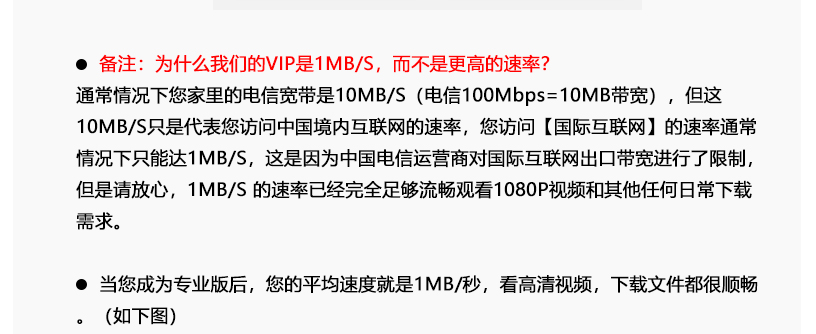 ● 备注：为什么我们的VIP是1MB/S，而不是更高的速率？
通常情况下您家里的电信宽带是10MB/S（电信100Mbps=10MB带宽），但这
10MB/S只是代表您访问中国境内互联网的速率，您访问【国际互联网】的速率通常
情况下只能达1MB/S，这是因为中国电信运营商对国际互联网出口带宽进行了限制，
但是请放心，1MB/S 的速率已经完全足够流畅观看1080P视频和其他任何日常下载
需求。
● 当您成为专业版后，您的平均速度就是1MB/秒，看高清视频，下载文件都很顺畅
。（如下图）